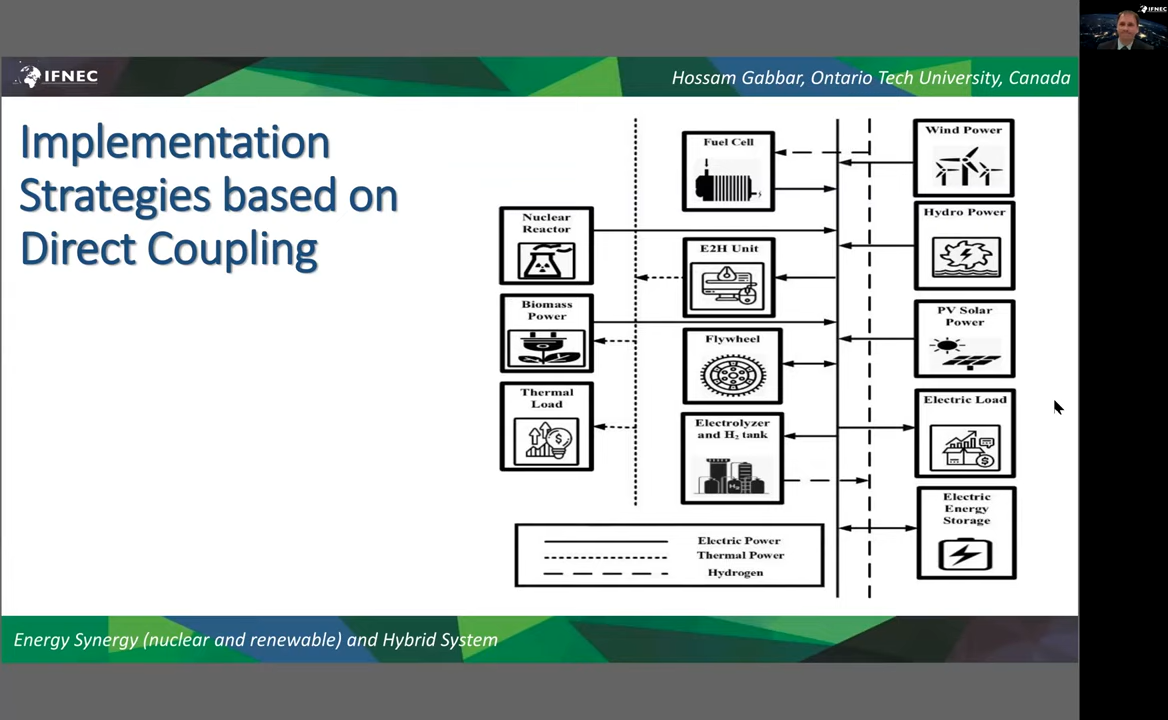 IFNEC
IFNEC
Hossam Gabbar, Ontario Tech University, Canada
Implementation
Strategies based on
Direct Coupling
Fuel Cell
Wind Power
Nuclear
Reactor
Hydro Power
E2H Unit
Biomass
Power
PV Solar
Power
Flywheel
Thermal
Load
Electric Load
Electrolyzer
and H₂ tank
Electric
Energy
Storage
Electric Power
Thermal Power
Hydrogen
Energy Synergy (nuclear and renewable) and Hybrid System